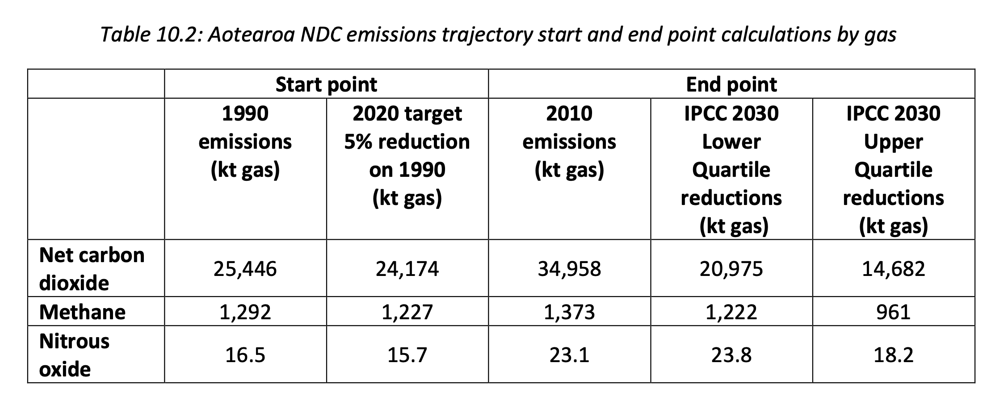 Table 10.2: Aotearoa NDC emissions trajectory start and end point calculations by gas
Start point
End point
1990
emissions
(kt gas)
2020 target
5% reduction
on 1990
(kt gas)
2010
emissions
(kt gas)
IPCC 2030
Lower
Quartile
reductions
(kt gas)
IPCC 2030
Upper
Quartile
reductions
(kt gas)
Net carbon
dioxide
25,446
24,174
34,958
20,975
14,682
Methane
1,292
1,227
1,373
1,222
961
Nitrous
oxide
16.5
15.7
23.1
23.8
18.2